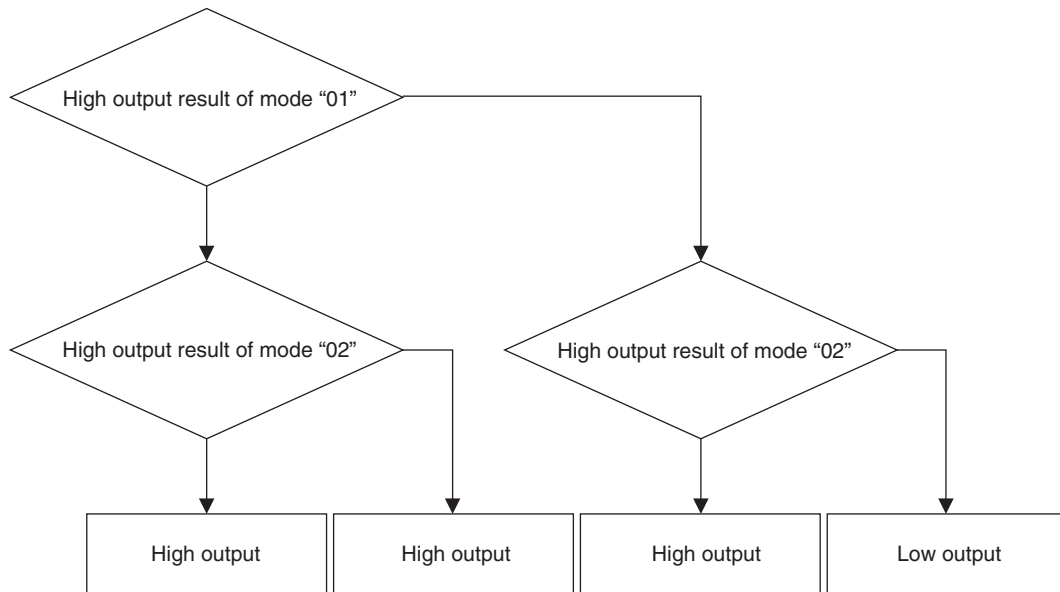 High output result of mode “01”
High output result of mode “02”
High output result of mode “02”
High output
High output
High output
Low output